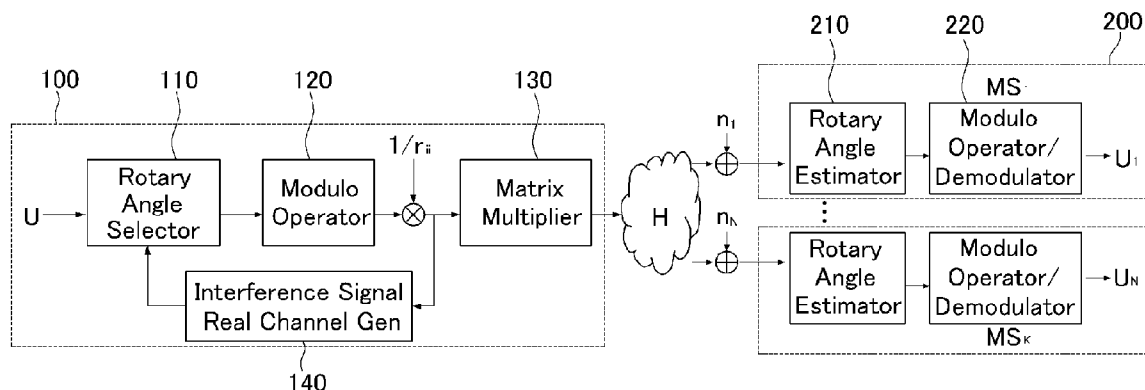 100
110
120
130
210
220
200
U
Rotary
Angle
Selector
Modulo
Operator
1/rii
Matrix
Multiplier
Interference Signal
Real Channel Gen
140
H
n1
nN
MS
Rotary
Angle
Estimator
Modulo
Operator/
Demodulator
U1
Rotary
Angle
Estimator
Modulo
Operator/
Demodulator
UN
MSK